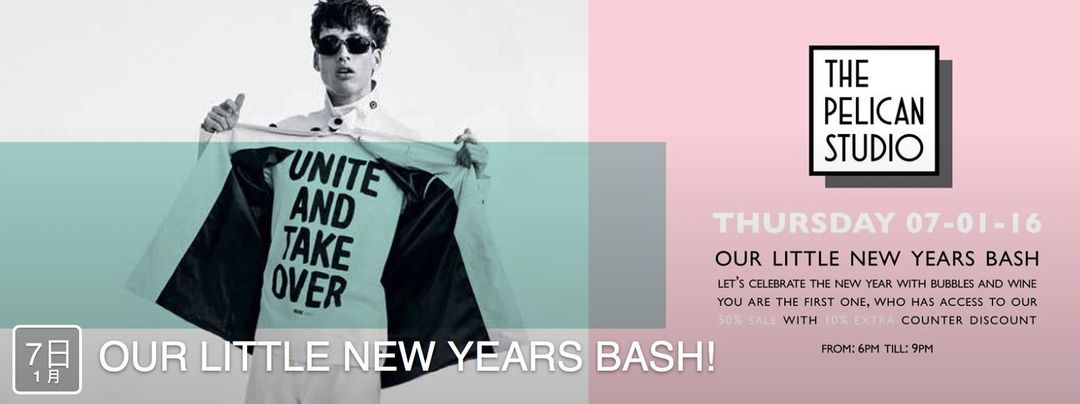 UNITE
AND
TAKE
OVER
THE
PELICAN
STUDIO
THURSDAY 07-01-16
OUR LITTLE NEW YEARS BASH
LET'S CELEBRATE THE NEW YEAR WITH BUBBLES AND WINE
YOU ARE THE FIRST ONE, WHO HAS ACCESS TO OUR
50% SALE WITH 10% EXTRA COUNTER DISCOUNT
FROM: 6PM TILL: 9PM
7日
1月
OUR LITTLE NEW YEARS BASH!